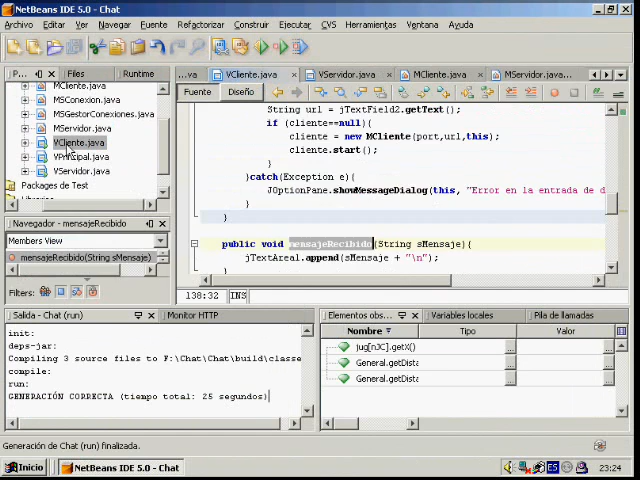 NetBeans IDE 5.0 - Chat
Archivo Editar Ver Navegar Fuente Refactorizar Construir Ejecutar CVS Herramientas Ventana Ayuda
P... Files Runtime
...va VCliente.java VServidor.java MCliente.java MServidor.java...
Fuente Diseño
MCliente.java
MSConexion.java
MSGestorConexiones.java
MServidor.java
VCliente.java
VPrincipal.java
VServidor.java
Packages de Test
String url = jTextField2.getText();
if (cliente==null){
cliente = new MCliente(port,url,this);
cliente.start();
}
}catch(Exception e){
JOptionPane.showMessageDialog(this, "Error en la entrada de d
}
}
public void mensajeRecibido(String sMensaje){
jTextArea1.append(sMensaje + "\n");
}
138:32 INS
Navegador - mensajeRecibido
Members View
mensajeRecibido(String sMensaje)
Filters:
Salida - Chat (run) Monitor HTTP
init:
deps-jar:
Compiling 3 source files to F:\Chat\Chat\build\classe
compile:
run:
GENERACIÓN CORRECTA (tiempo total: 25 segundos)
Elementos obs... Variables locales Pila de llamadas
Nombre Tipo Valor
jug[nJC].getX() ...
General.getDista ...
General.getDista ...
Generación de Chat (run) finalizada.
Inicio NetBeans IDE 5.0 - Chat ES 23:24